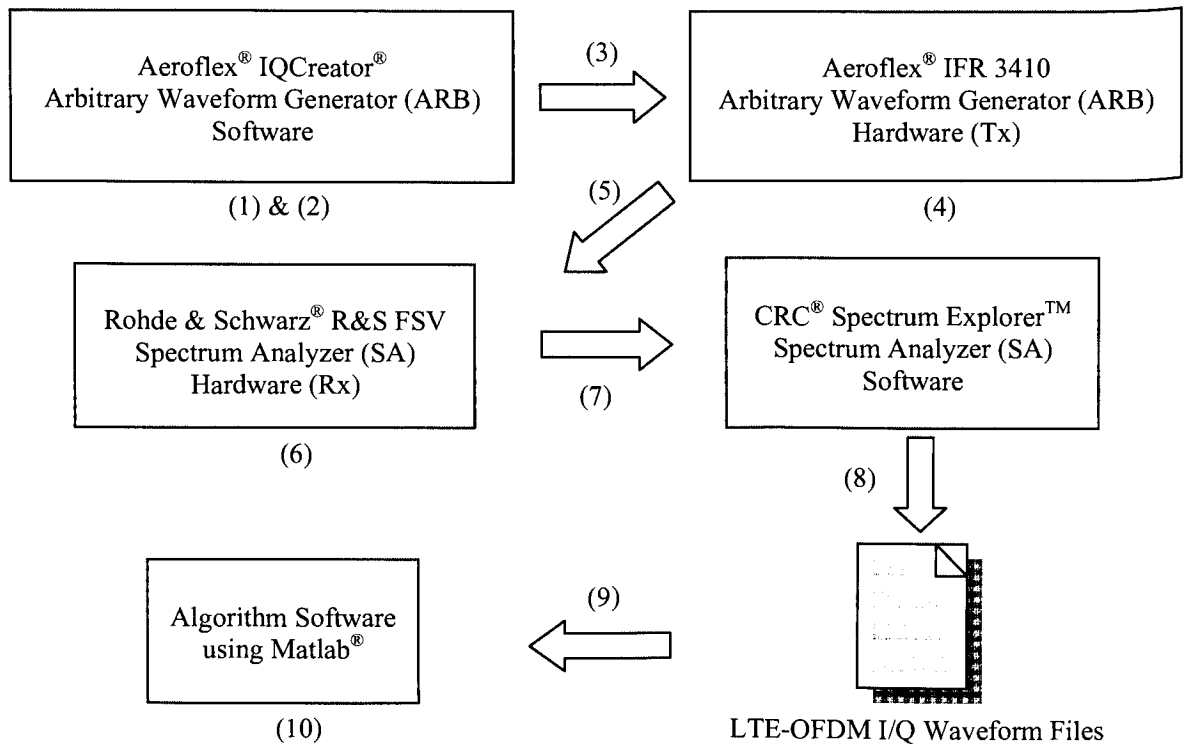 Aeroflex® IQCreator®
Arbitrary Waveform Generator (ARB)
Software
(1) & (2)
(3)
Aeroflex® IFR 3410
Arbitrary Waveform Generator (ARB)
Hardware (Tx)
(4)
(5)
Rohde & Schwarz® R&S FSV
Spectrum Analyzer (SA)
Hardware (Rx)
(6)
(7)
CRC® Spectrum Explorer™
Spectrum Analyzer (SA)
Software
(8)
LTE-OFDM I/Q Waveform Files
(9)
Algorithm Software
using Matlab®
(10)